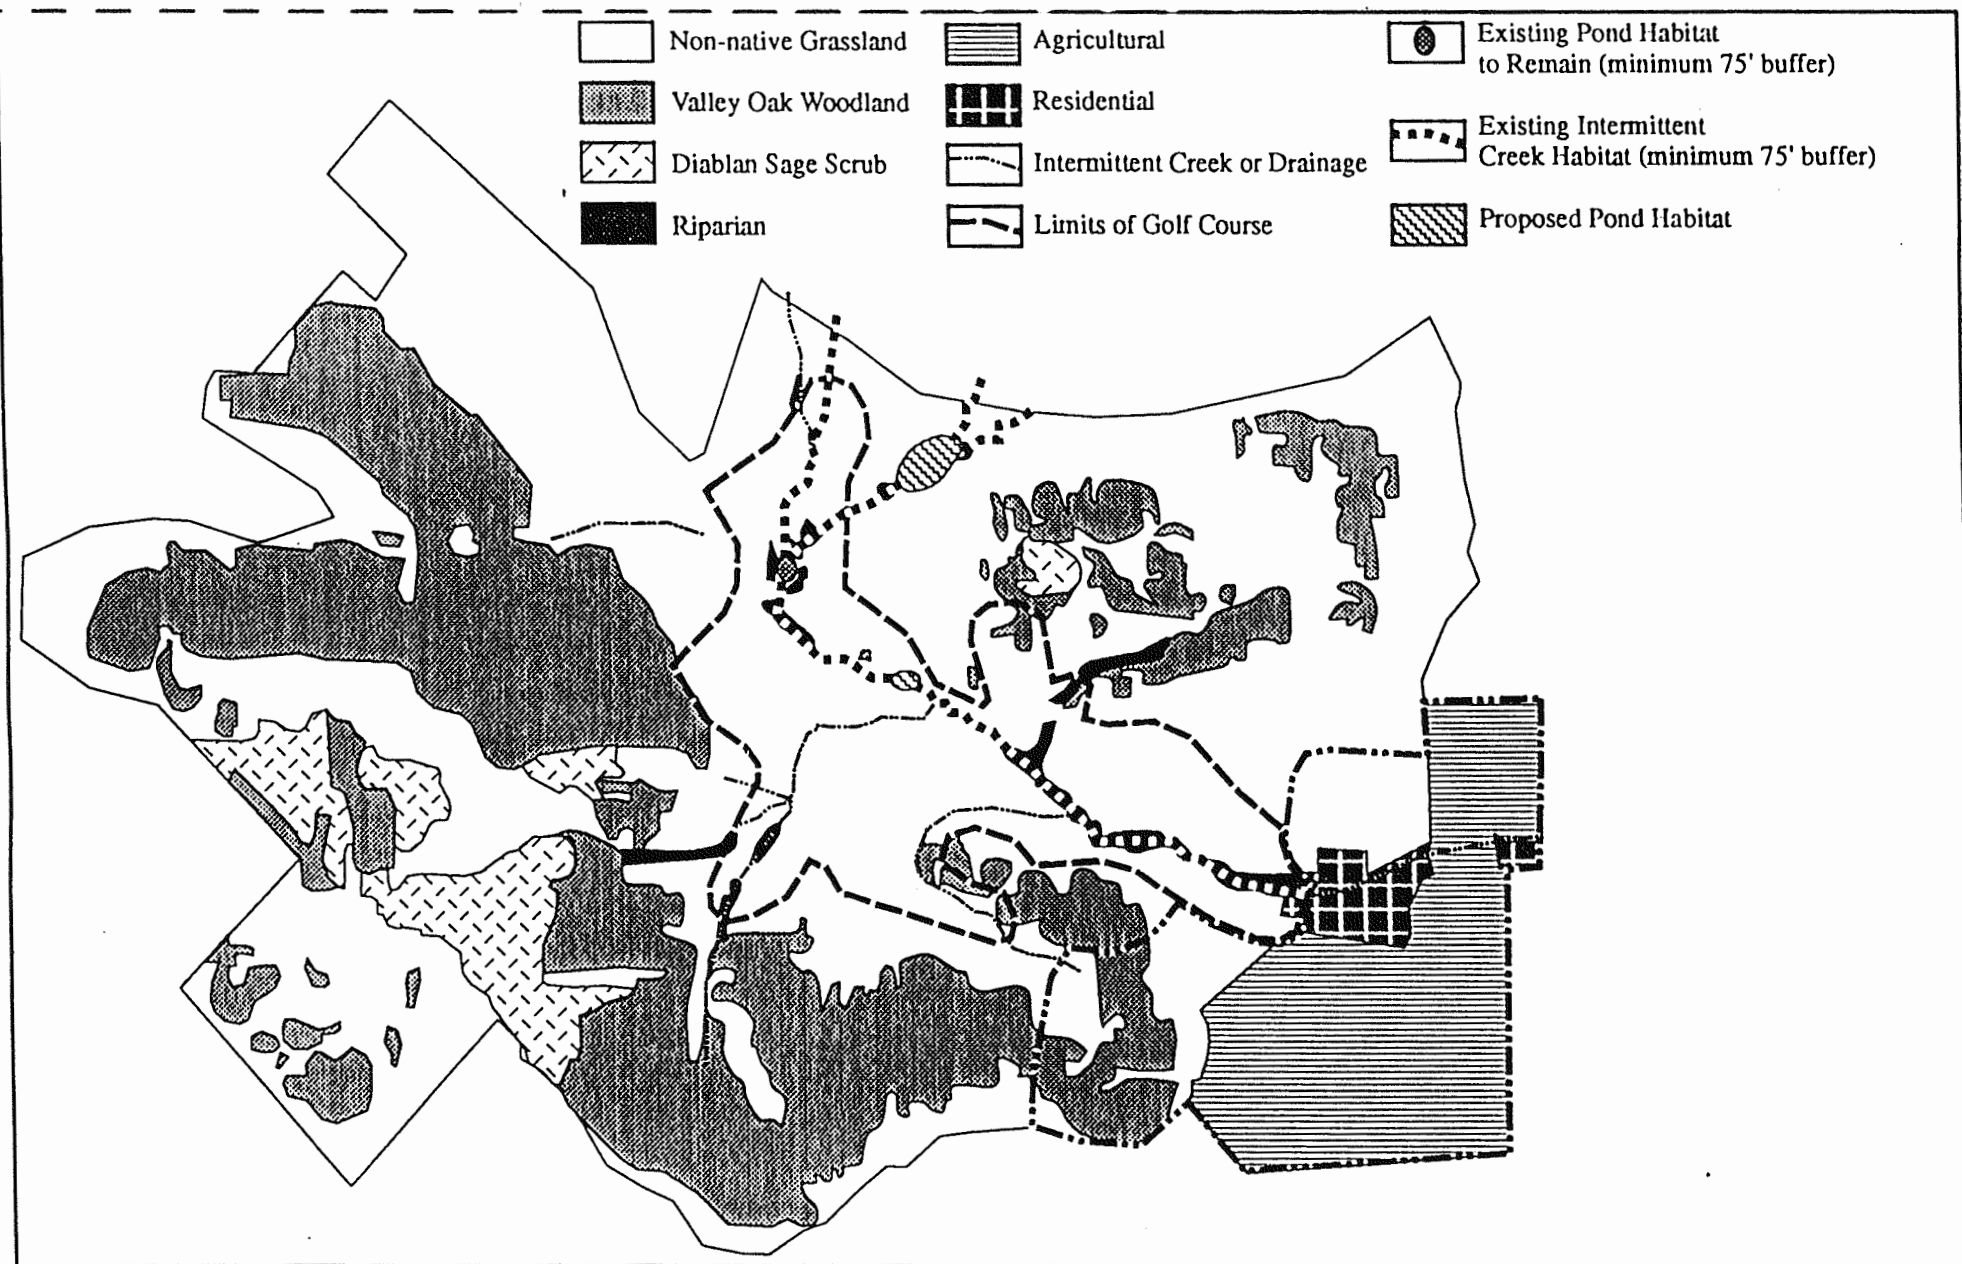 Non-native Grassland
Valley Oak Woodland
Diablan Sage Scrub
Riparian
Agricultural
Residential
Intermittent Creek or Drainage
Limits of Golf Course
Existing Pond Habitat
to Remain (minimum 75' buffer)
Existing Intermittent
Creek Habitat (minimum 75' buffer)
Proposed Pond Habitat